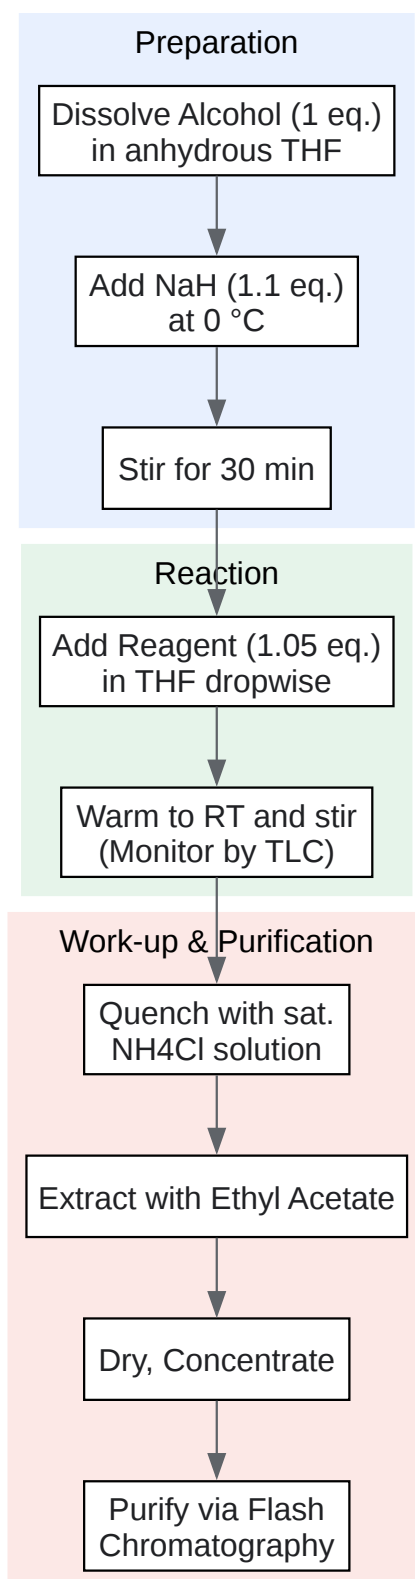 Preparation
Dissolve Alcohol (1 eq.)
in anhydrous THF
Add NaH (1.1 eq.)
at 0 °C
Stir for 30 min
Reaction
Add Reagent (1.05 eq.)
in THF dropwise
Warm to RT and stir
(Monitor by TLC)
Work-up & Purification
Quench with sat.
NH4Cl solution
Extract with Ethyl Acetate
Dry, Concentrate
Purify via Flash
Chromatography